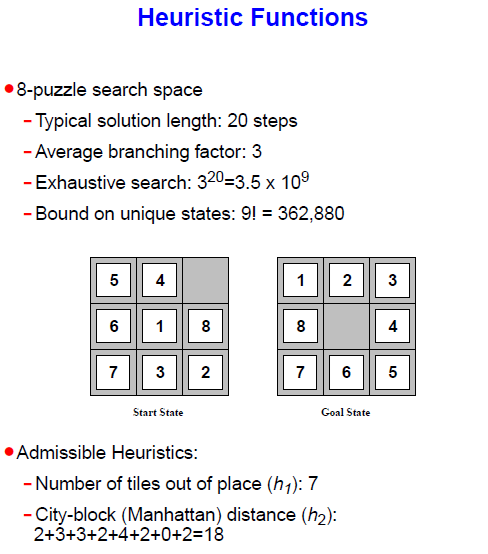 Heuristic Functions
•8-puzzle search space
–Typical solution length: 20 steps
–Average branching factor: 3
–Exhaustive search: 3^20=3.5 x 10^9
–Bound on unique states: 9! = 362,880
5 4
6 1 8
7 3 2
Start State
1 2 3
8 4
7 6 5
Goal State
•Admissible Heuristics:
–Number of tiles out of place (h1): 7
–City-block (Manhattan) distance (h2):
2+3+3+2+4+2+0+2=18